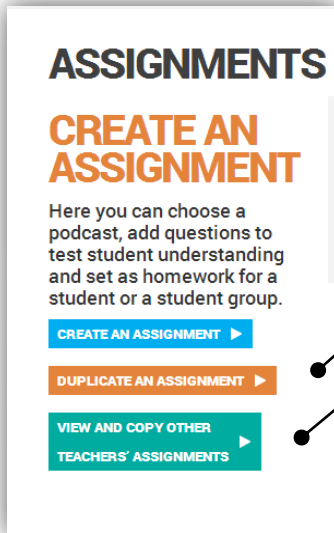 ASSIGNMENTS
CREATE AN
ASSIGNMENT
Here you can choose a
podcast, add questions to
test student understanding
and set as homework for a
student or a student group.
CREATE AN ASSIGNMENT
DUPLICATE AN ASSIGNMENT
VIEW AND COPY OTHER
TEACHERS' ASSIGNMENTS